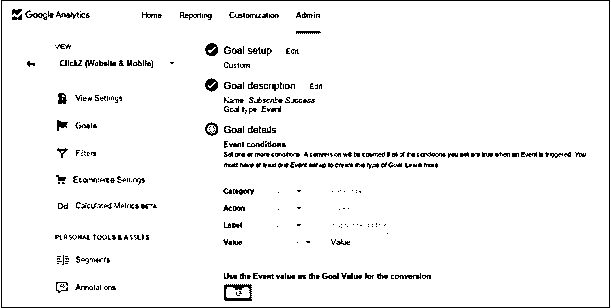 Google Analytics Home Reporting Customization Admin
VIEW
ClickZ (Website & Mobile)
View Settings
Goals
Filters
Ecommerce Settings
Dd Calculated Metrics BETA
PERSONAL TOOLS & ASSETS
Segments
Annotations
Goal setup Edit
Custom
Goal description Edit
Name: Subscribe Success
Goal type: Event
Goal details
Event conditions
Set one or more conditions. A conversion will be counted if all of the conditions you set are true when an Event is triggered. You
must have at least one Event set up to create this type of Goal. Learn more
Category
Action
Label
Value Value
Use the Event value as the Goal Value for the conversion